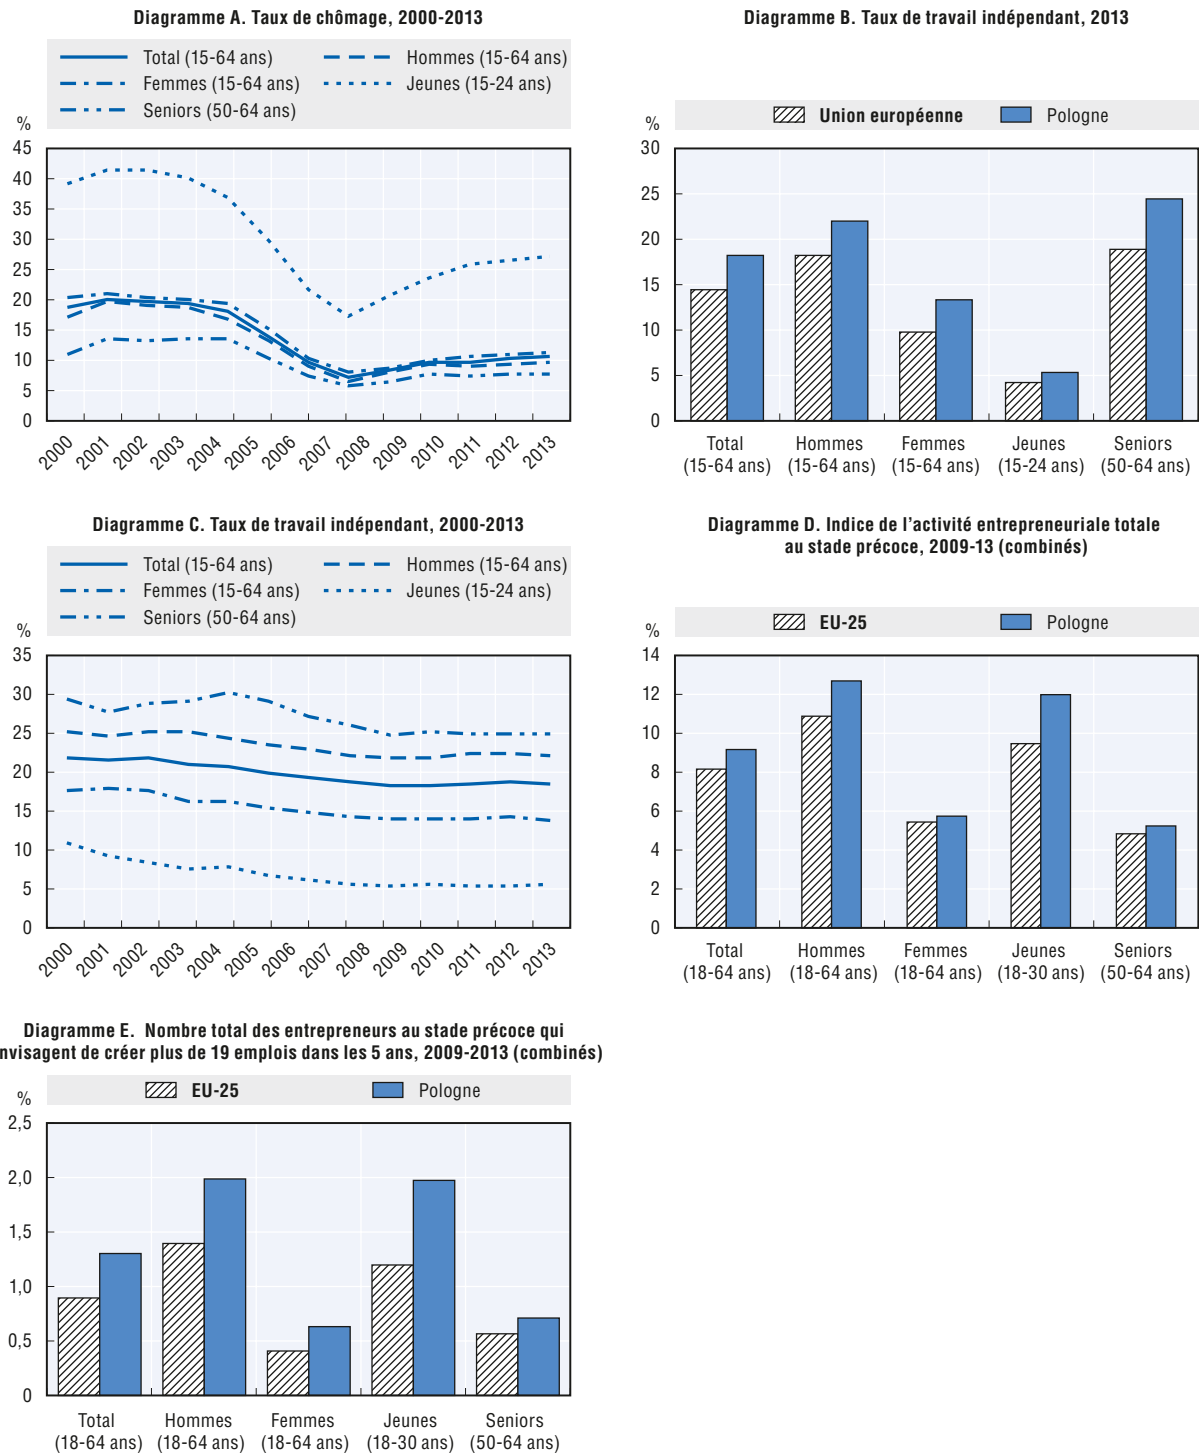 Diagramme A. Taux de chômage, 2000-2013
Total (15-64 ans)
Hommes (15-64 ans)
Femmes (15-64 ans)
Jeunes (15-24 ans)
Seniors (50-64 ans)
%
45
40
35
30
25
20
15
10
5
0
2000 2001 2002 2003 2004 2005 2006 2007 2008 2009 2010 2011 2012 2013
Diagramme B. Taux de travail indépendant, 2013
Union européenne
Pologne
%
30
25
20
15
10
5
0
Total Hommes Femmes Jeunes Seniors
(15-64 ans) (15-64 ans) (15-64 ans) (15-24 ans) (50-64 ans)
Diagramme C. Taux de travail indépendant, 2000-2013
Total (15-64 ans)
Hommes (15-64 ans)
Femmes (15-64 ans)
Jeunes (15-24 ans)
Seniors (50-64 ans)
%
35
30
25
20
15
10
5
0
2000 2001 2002 2003 2004 2005 2006 2007 2008 2009 2010 2011 2012 2013
Diagramme D. Indice de l'activité entrepreneuriale totale
au stade précoce, 2009-13 (combinés)
EU-25
Pologne
%
14
12
10
8
6
4
2
0
Total Hommes Femmes Jeunes Seniors
(18-64 ans) (18-64 ans) (18-64 ans) (18-30 ans) (50-64 ans)
Diagramme E. Nombre total des entrepreneurs au stade précoce qui
nvisagent de créer plus de 19 emplois dans les 5 ans, 2009-2013 (combinés)
EU-25
Pologne
%
2,5
2,0
1,5
1,0
0,5
0
Total Hommes Femmes Jeunes Seniors
(18-64 ans) (18-64 ans) (18-64 ans) (18-30 ans) (50-64 ans)